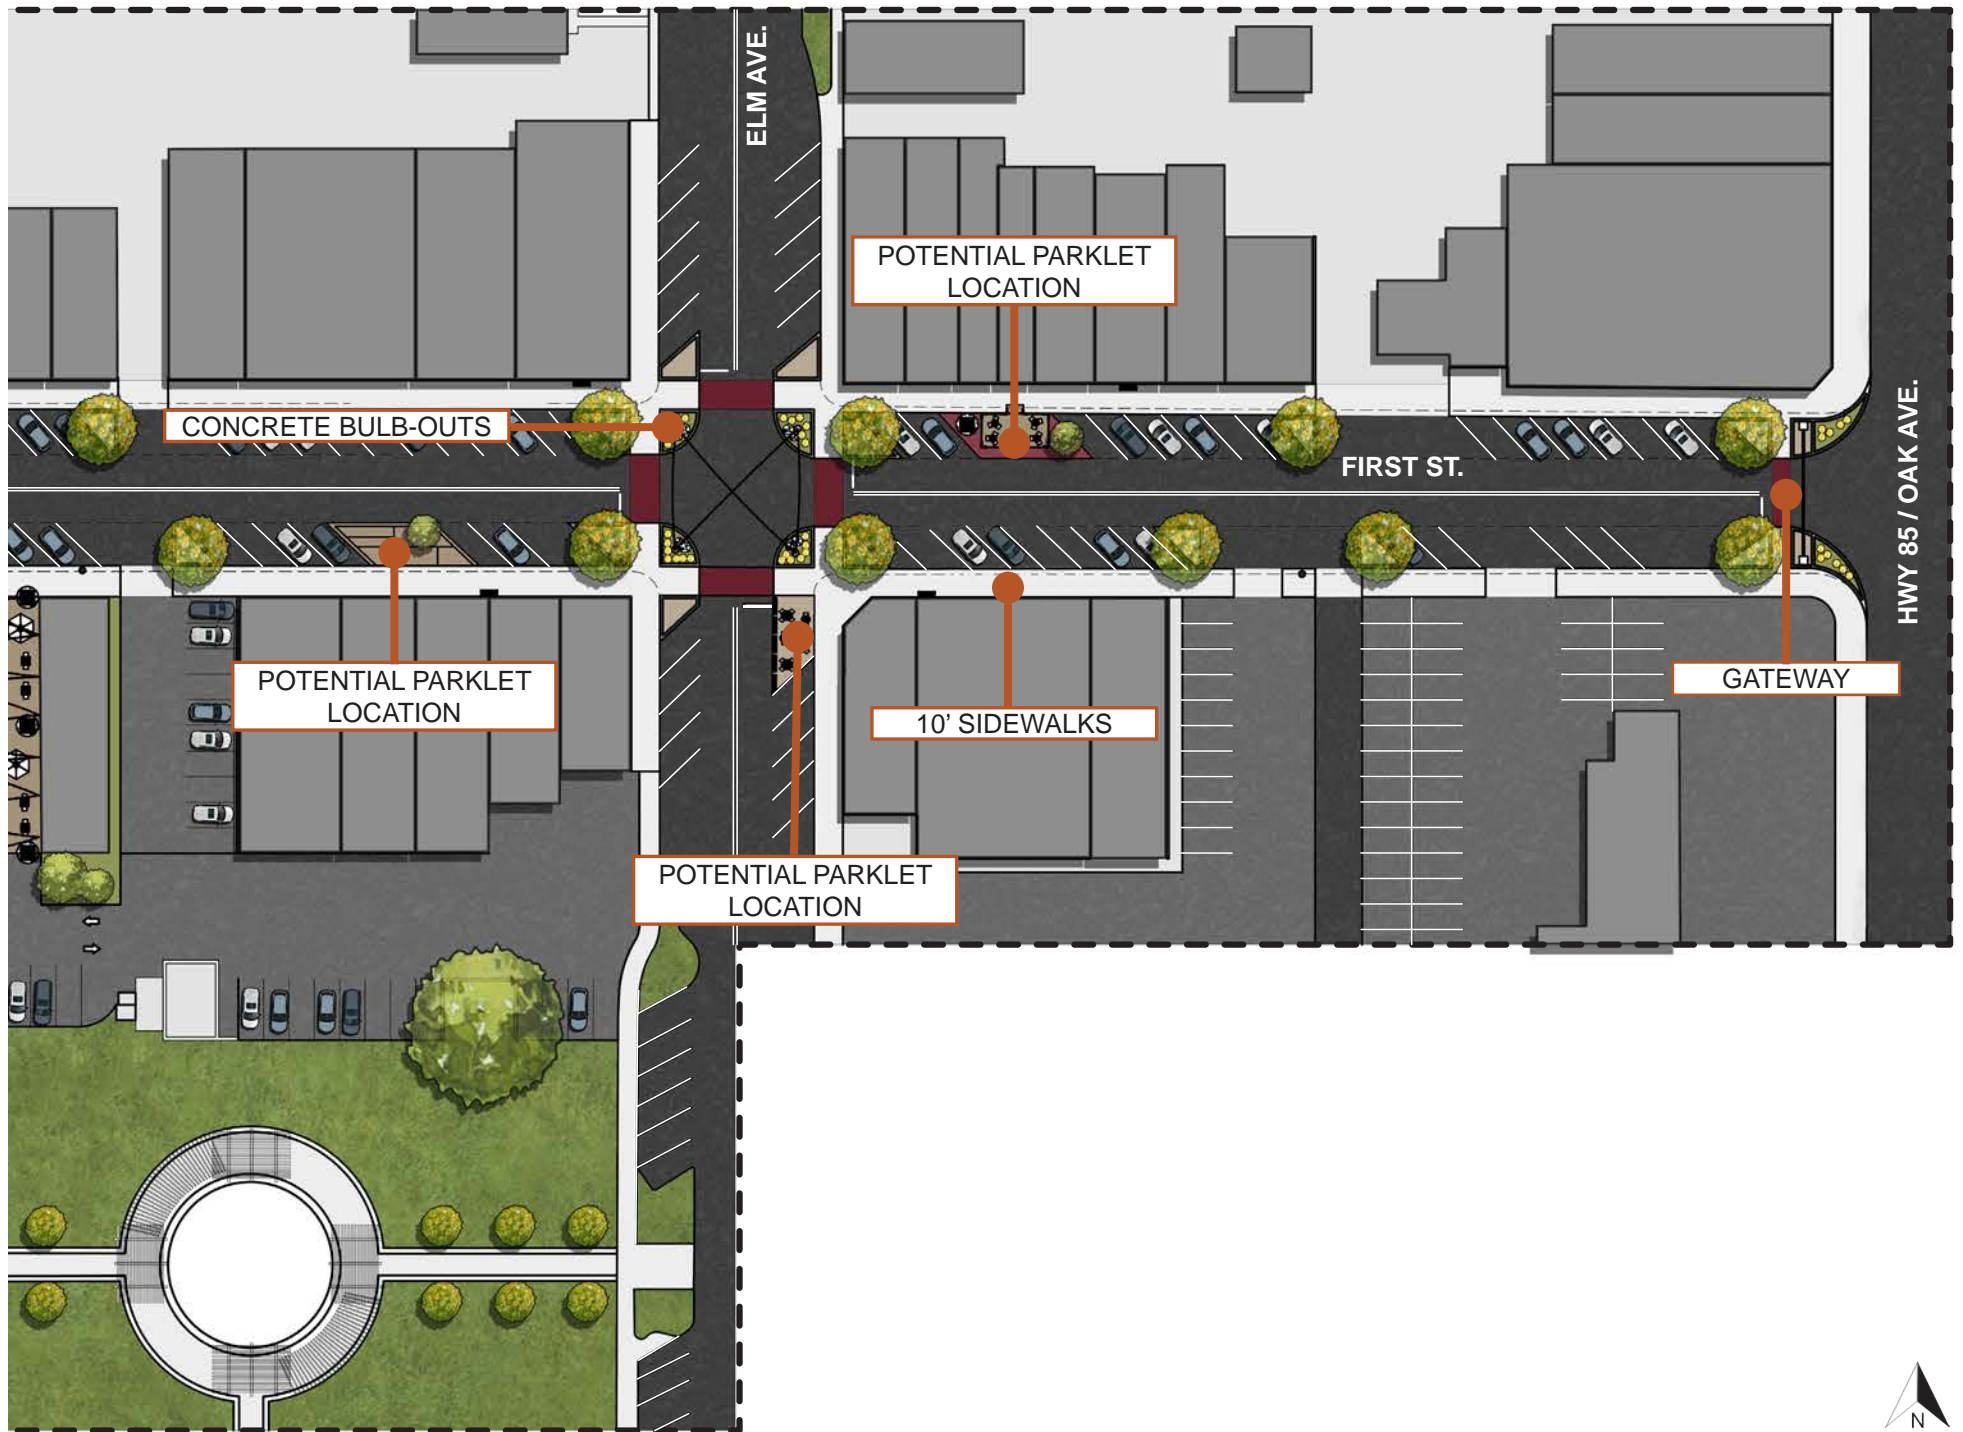 ELM AVE.
POTENTIAL PARKLET
LOCATION
CONCRETE BULB-OUTS
FIRST ST.
HWY 85 / OAK AVE.
POTENTIAL PARKLET
LOCATION
GATEWAY
10’ SIDEWALKS
POTENTIAL PARKLET
LOCATION
N